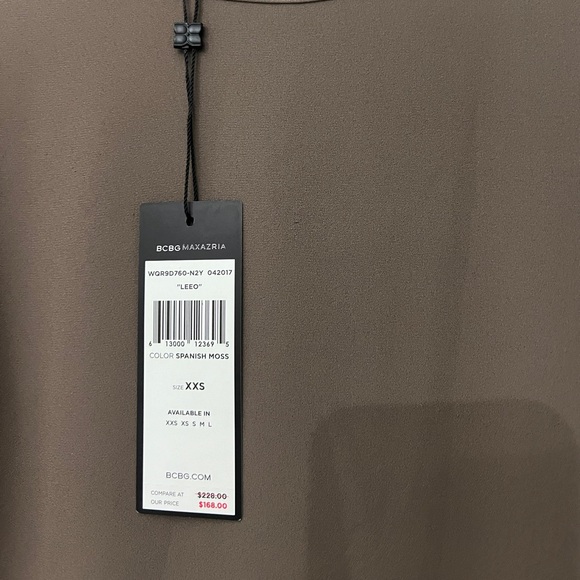 BCBGMAXAZRIA
WQR9D760-N2Y 042017
"LEEO"
6 13000 12369 5
COLOR SPANISH MOSS
SIZE XXS
AVAILABLE IN
XXS XS S M L
BCBG.COM
COMPARE AT $228.00
OUR PRICE $168.00